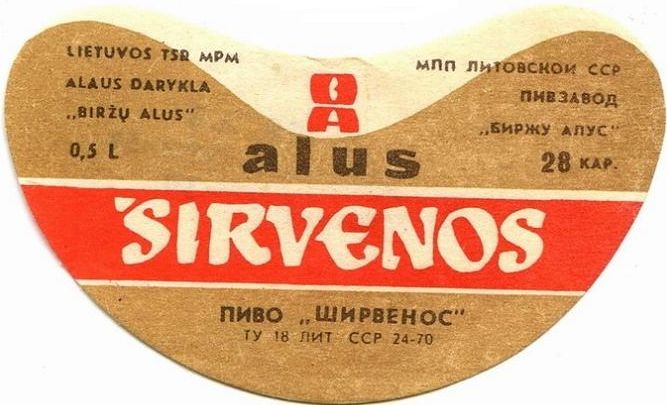 LIETUVOS TSR MPM
ALAUS DARYKLA
„BIRŽŲ ALUS"
0,5 L
МПП ЛИТОВСКОЙ ССР
ПИВЗАВОД
„БИРЖУ АЛУС"
28 КАР.
B
A
alus
ŠIRVENOS
ПИВО „ШИРВЕНОС"
ТУ 18 ЛИТ ССР 24-70